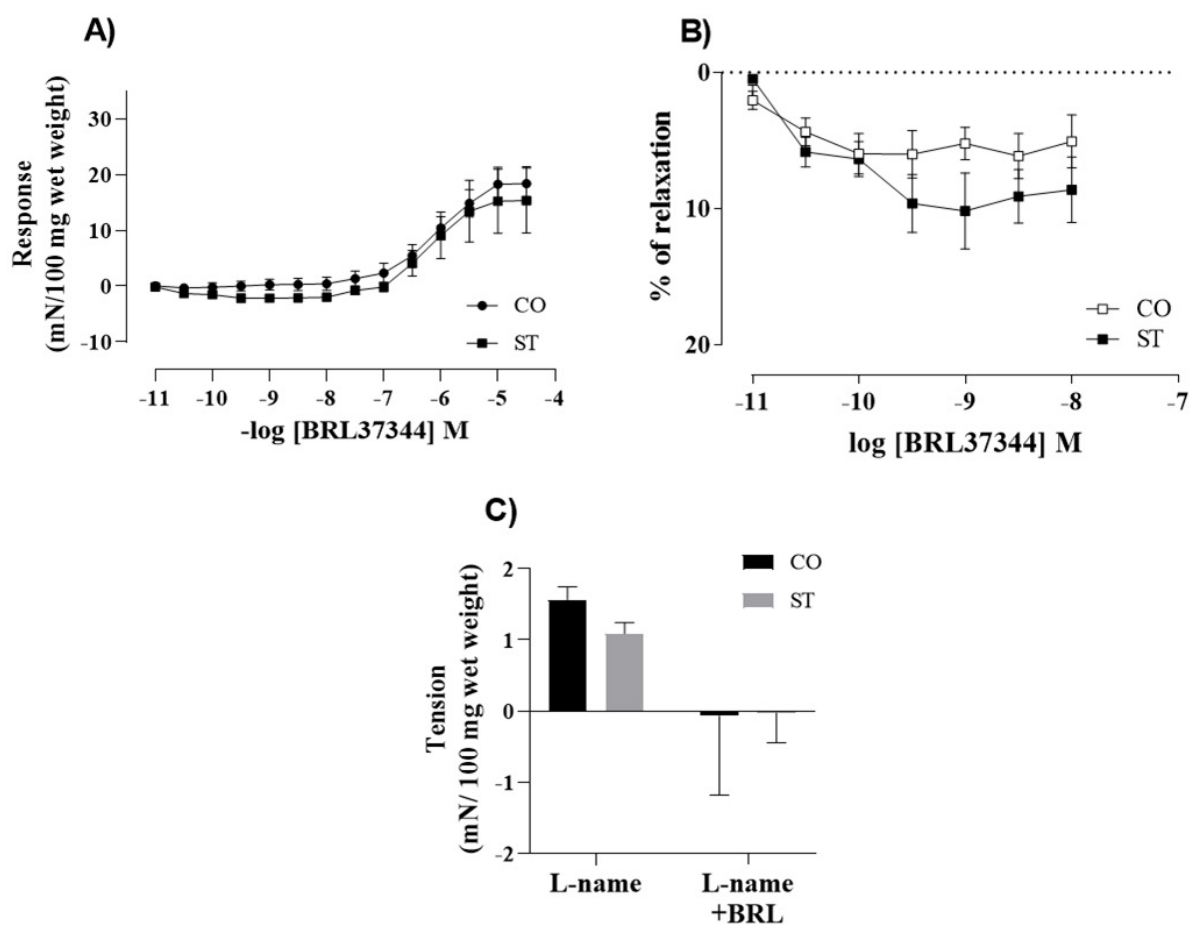 A)
Response
(mN/100 mg wet weight)
30
20
10
0
-10
CO
ST
-11 -10 -9 -8 -7 -6 -5 -4
-log [BRL37344] M
B)
% of relaxation
0
10
20
CO
ST
-11 -10 -9 -8 -7
log [BRL37344] M
C)
Tension
(mN/ 100 mg wet weight)
2
1
0
-1
-2
CO
ST
L-name L-name
+BRL